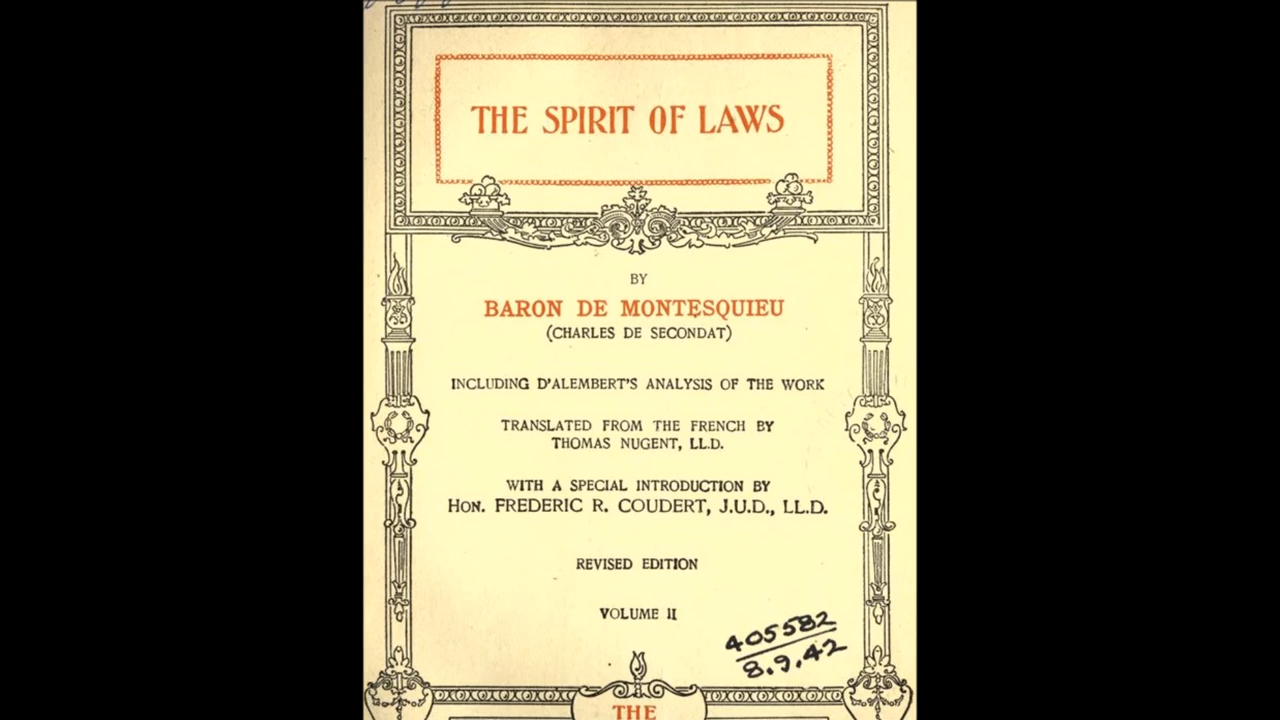 THE SPIRIT OF LAWS
BY
BARON DE MONTESQUIEU
(CHARLES DE SECONDAT)
INCLUDING D'ALEMBERT'S ANALYSIS OF THE WORK
TRANSLATED FROM THE FRENCH BY
THOMAS NUGENT, LL.D.
WITH A SPECIAL INTRODUCTION BY
HON. FREDERIC R. COUDERT, J.U.D., LL.D.
REVISED EDITION
VOLUME II
405582
8.9.42
THE